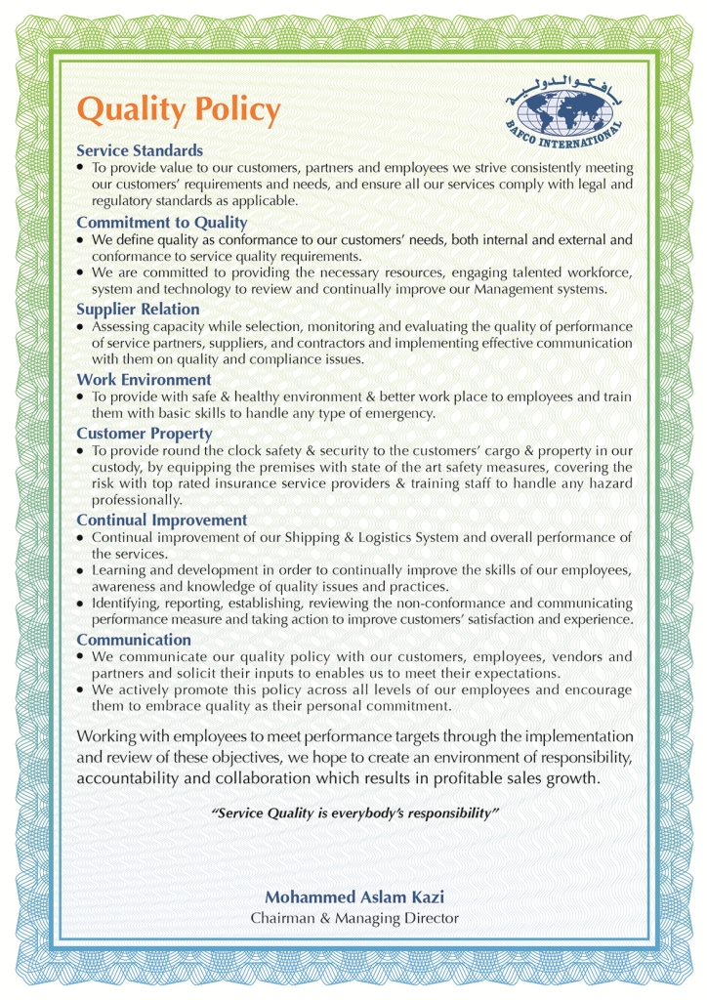 بافكو الدولية
BAFCO INTERNATIONAL
Quality Policy
Service Standards
• To provide value to our customers, partners and employees we strive consistently meeting
our customers’ requirements and needs, and ensure all our services comply with legal and
regulatory standards as applicable.
Commitment to Quality
• We define quality as conformance to our customers’ needs, both internal and external and
conformance to service quality requirements.
• We are committed to providing the necessary resources, engaging talented workforce,
system and technology to review and continually improve our Management systems.
Supplier Relation
• Assessing capacity while selection, monitoring and evaluating the quality of performance
of service partners, suppliers, and contractors and implementing effective communication
with them on quality and compliance issues.
Work Environment
• To provide with safe & healthy environment & better work place to employees and train
them with basic skills to handle any type of emergency.
Customer Property
• To provide round the clock safety & security to the customers’ cargo & property in our
custody, by equipping the premises with state of the art safety measures, covering the
risk with top rated insurance service providers & training staff to handle any hazard
professionally.
Continual Improvement
• Continual improvement of our Shipping & Logistics System and overall performance of
the services.
• Learning and development in order to continually improve the skills of our employees,
awareness and knowledge of quality issues and practices.
• Identifying, reporting, establishing, reviewing the non-conformance and communicating
performance measure and taking action to improve customers’ satisfaction and experience.
Communication
• We communicate our quality policy with our customers, employees, vendors and
partners and solicit their inputs to enables us to meet their expectations.
• We actively promote this policy across all levels of our employees and encourage
them to embrace quality as their personal commitment.
Working with employees to meet performance targets through the implementation
and review of these objectives, we hope to create an environment of responsibility,
accountability and collaboration which results in profitable sales growth.
“Service Quality is everybody’s responsibility”
Mohammed Aslam Kazi
Chairman & Managing Director